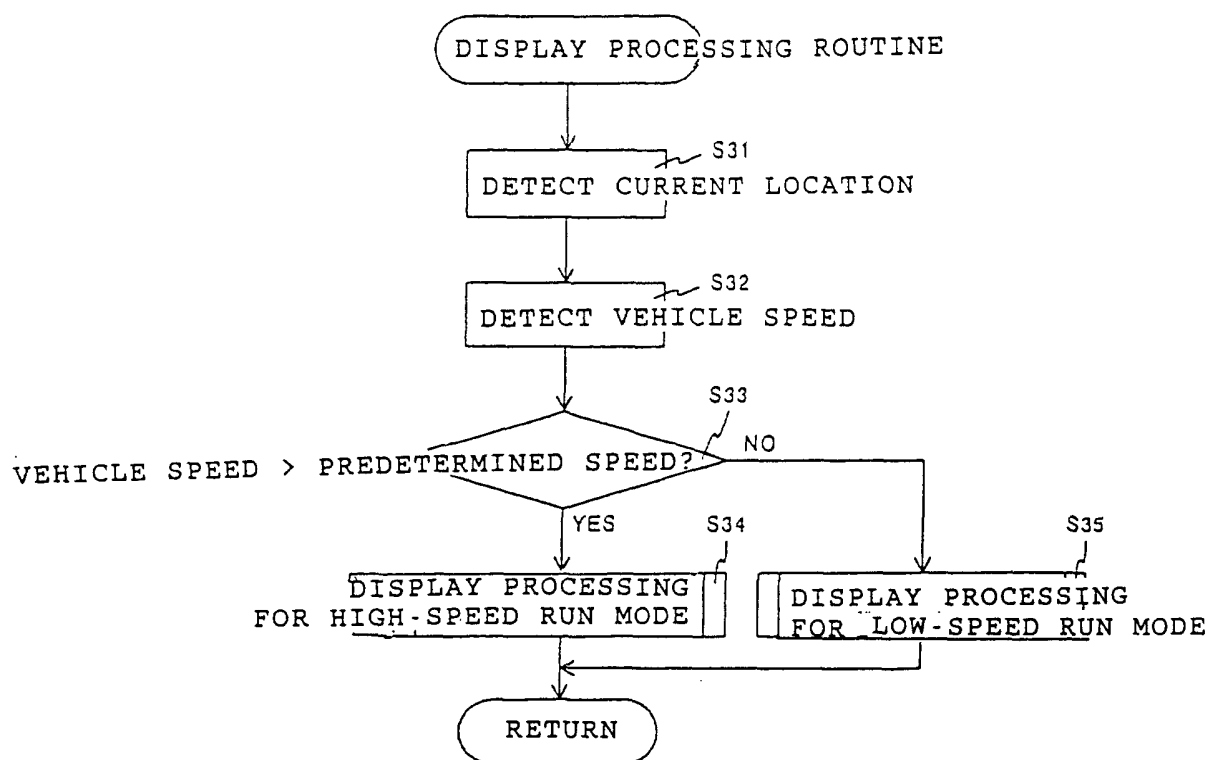 DISPLAY PROCESSING ROUTINE
S31
DETECT CURRENT LOCATION
S32
DETECT VEHICLE SPEED
S33
VEHICLE SPEED > PREDETERMINED SPEED?
NO
YES
S34
DISPLAY PROCESSING
FOR HIGH-SPEED RUN MODE
S35
DISPLAY PROCESSING
FOR LOW-SPEED RUN MODE
RETURN